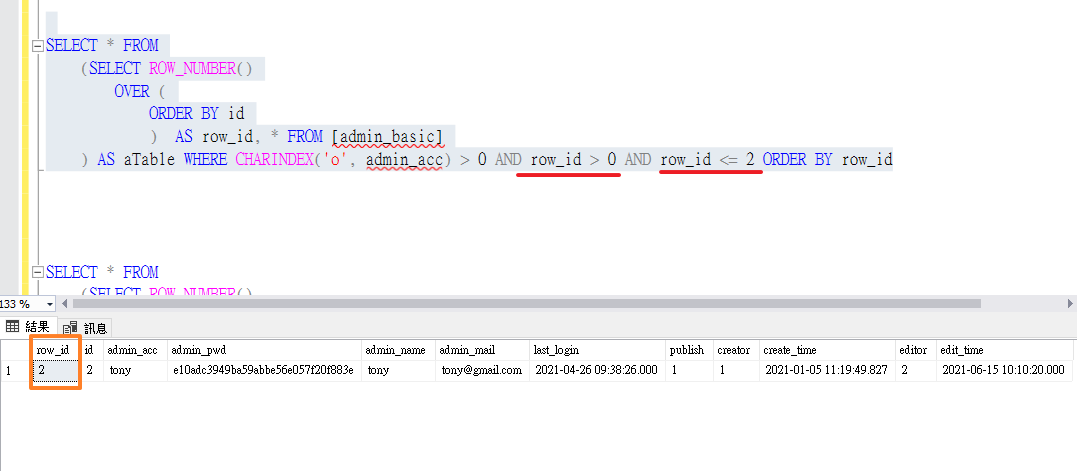 SELECT * FROM
(SELECT ROW_NUMBER()
OVER (
ORDER BY id
) AS row_id, * FROM [admin_basic]
) AS aTable WHERE CHARINDEX('o', admin_acc) > 0 AND row_id > 0 AND row_id <= 2 ORDER BY row_id
SELECT * FROM
(SELECT ROW_NUMBER()
133 %
結果 訊息
row_id id admin_acc admin_pwd admin_name admin_mail last_login publish creator create_time editor edit_time
1 2 2 tony e10adc3949ba59abbe56e057f20f883e tony tony@gmail.com 2021-04-26 09:38:26.000 1 1 2021-01-05 11:19:49.827 2 2021-06-15 10:10:20.000